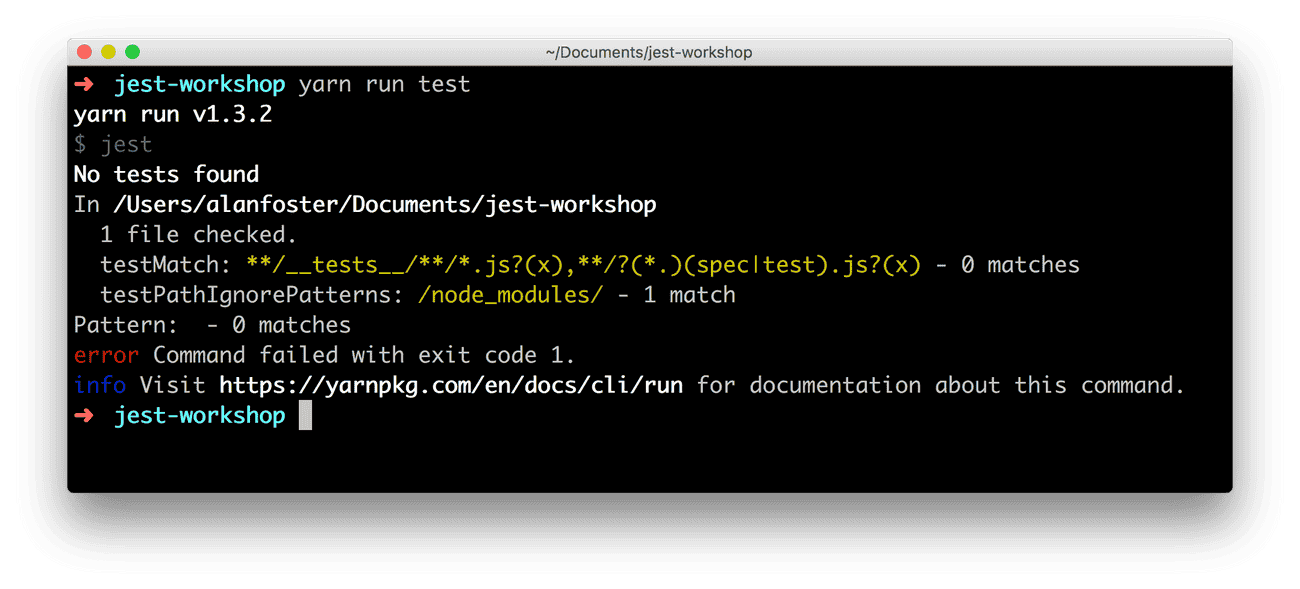 ~/Documents/jest-workshop
➜ jest-workshop yarn run test
yarn run v1.3.2
$ jest
No tests found
In /Users/alanfoster/Documents/jest-workshop
  1 file checked.
  testMatch: **/__tests__/**/*.js?(x),**/?(*.)(spec|test).js?(x) - 0 matches
  testPathIgnorePatterns: /node_modules/ - 1 match
Pattern:  - 0 matches
error Command failed with exit code 1.
info Visit https://yarnpkg.com/en/docs/cli/run for documentation about this command.
➜ jest-workshop